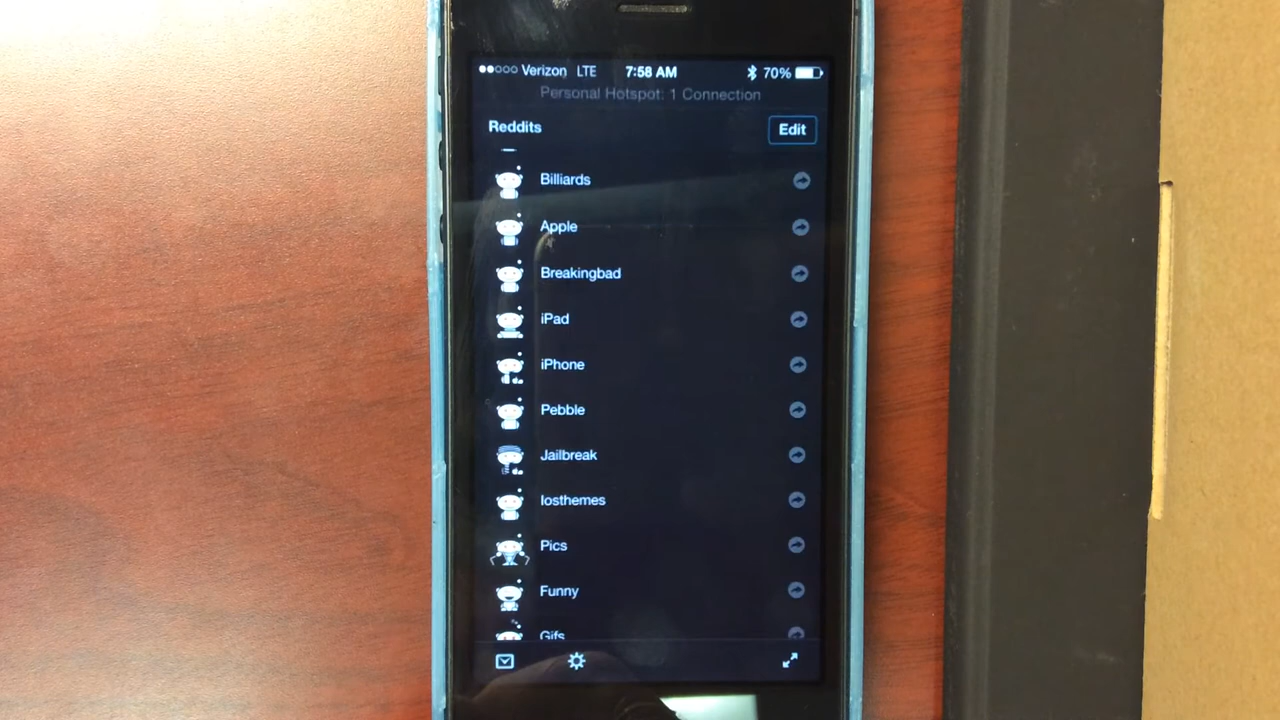 Verizon LTE 7:58 AM 70%
Personal Hotspot: 1 Connection
Reddits Edit
Billiards
Apple
Breakingbad
iPad
iPhone
Pebble
Jailbreak
Iosthemes
Pics
Funny
Gifs